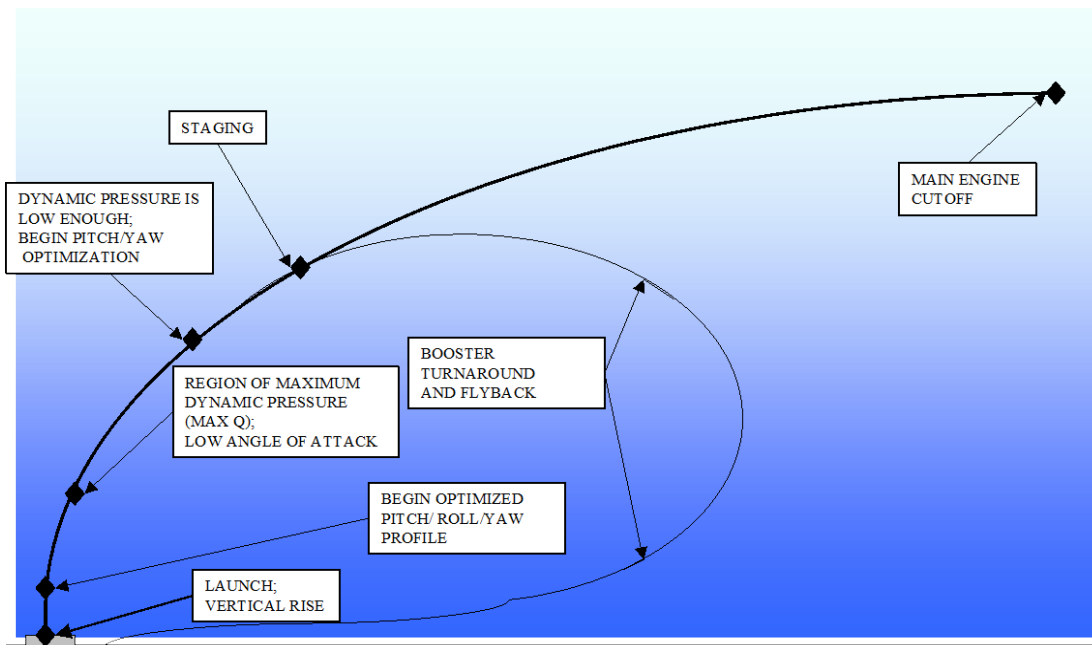 STAGING
DYNAMIC PRESSURE IS
LOW ENOUGH;
BEGIN PITCH/YAW
OPTIMIZATION
MAIN ENGINE
CUTOFF
BOOSTER
TURNAROUND
AND FLYBACK
REGION OF MAXIMUM
DYNAMIC PRESSURE
(MAX Q);
LOW ANGLE OF ATTACK
BEGIN OPTIMIZED
PITCH/ ROLL/YAW
PROFILE
LAUNCH;
VERTICAL RISE